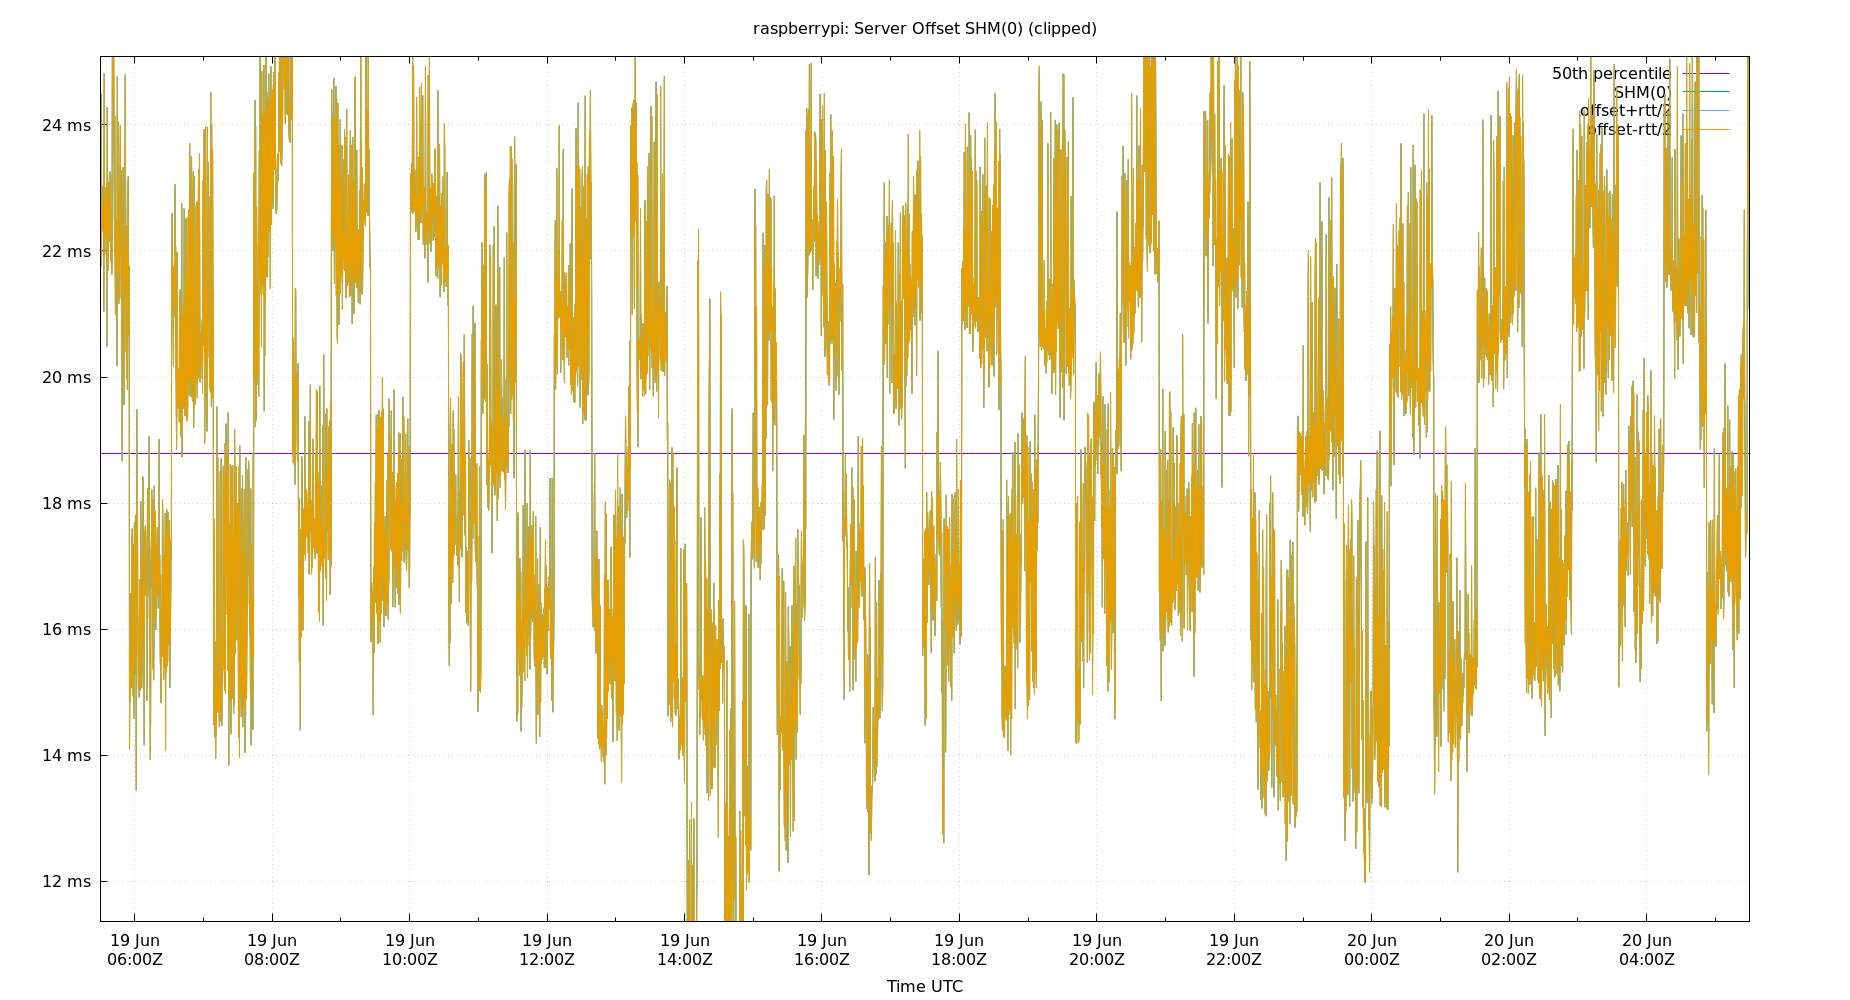 raspberrypi: Server Offset SHM(0) (clipped)
50th percentile
SHM(0)
offset+rtt/2
offset-rtt/2
24 ms
22 ms
20 ms
18 ms
16 ms
14 ms
12 ms
19 Jun 19 Jun 19 Jun 19 Jun 19 Jun 19 Jun 19 Jun 19 Jun 19 Jun 20 Jun 20 Jun 20 Jun
06:00Z 08:00Z 10:00Z 12:00Z 14:00Z 16:00Z 18:00Z 20:00Z 22:00Z 00:00Z 02:00Z 04:00Z
Time UTC